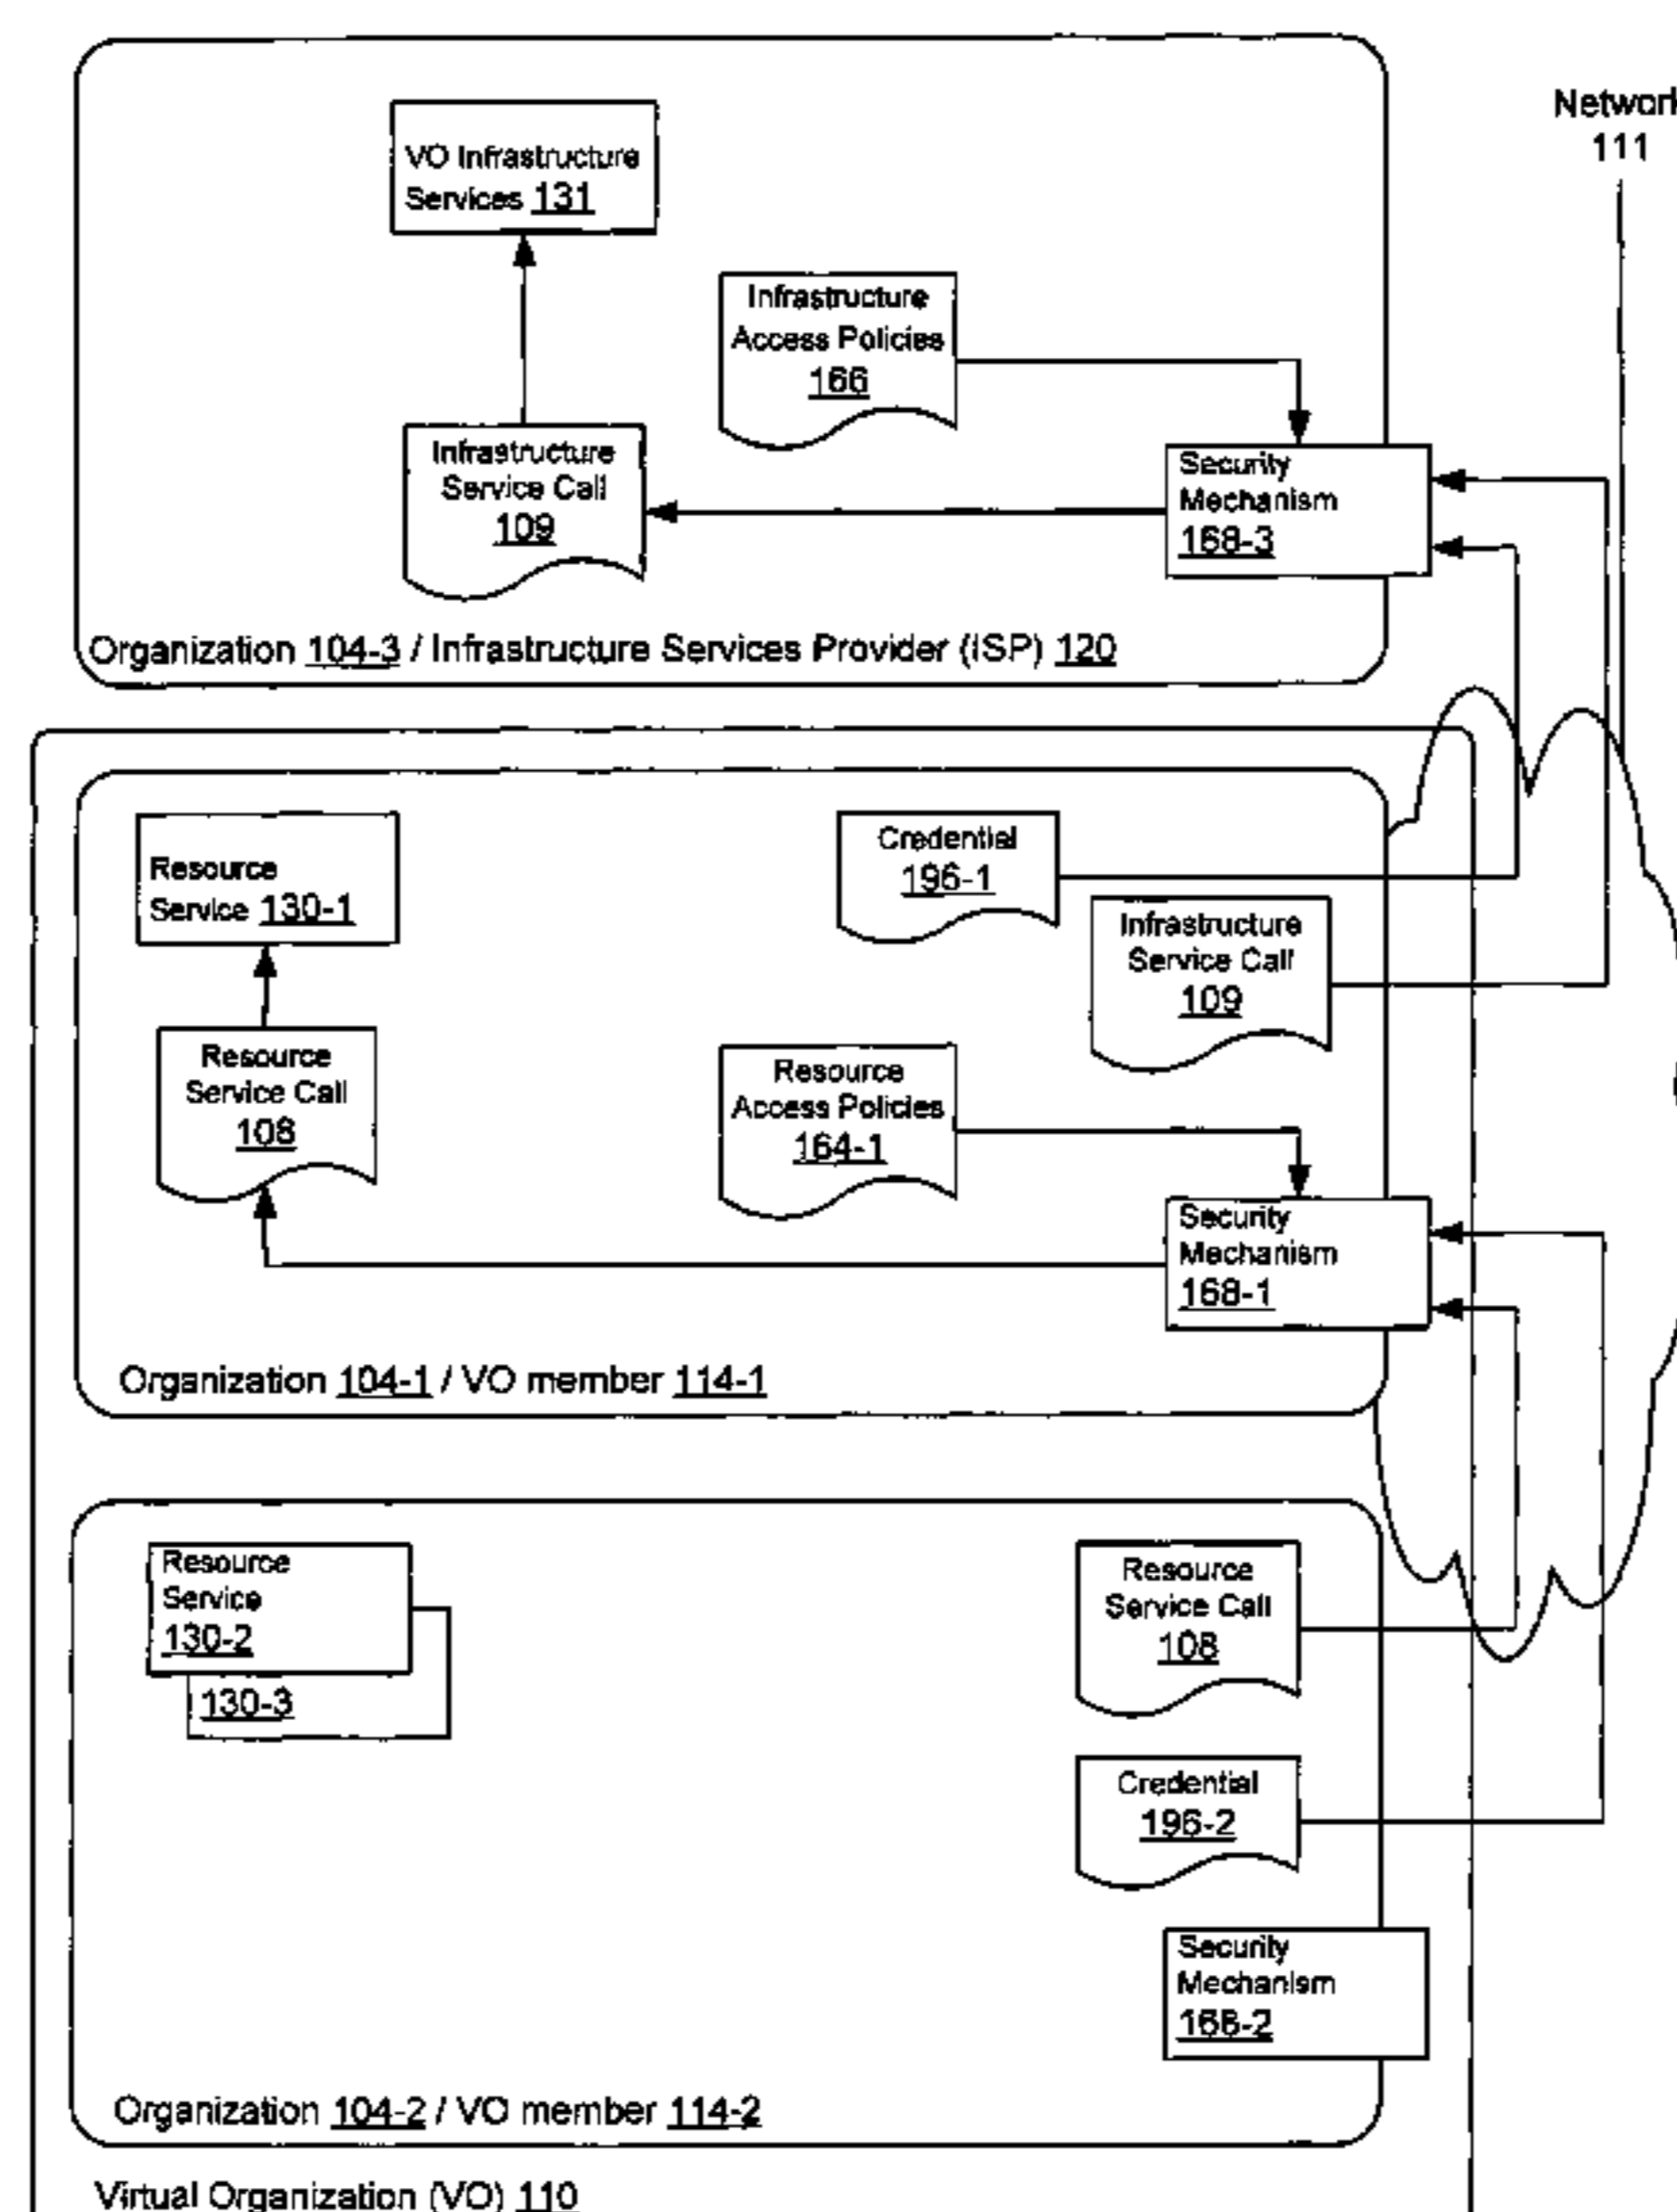 Network
111
VO Infrastructure
Services 131
Infrastructure
Access Policies
166
Infrastructure
Service Call
109
Security
Mechanism
168-3
Organization 104-3 / Infrastructure Services Provider (ISP) 120
Resource
Service 130-1
Credential
196-1
Infrastructure
Service Call
109
Resource
Service Call
108
Resource
Access Policies
164-1
Security
Mechanism
168-1
Organization 104-1 / VO member 114-1
Resource
Service
130-2
130-3
Resource
Service Call
108
Credential
196-2
Security
Mechanism
168-2
Organization 104-2 / VO member 114-2
Virtual Organization (VO) 110